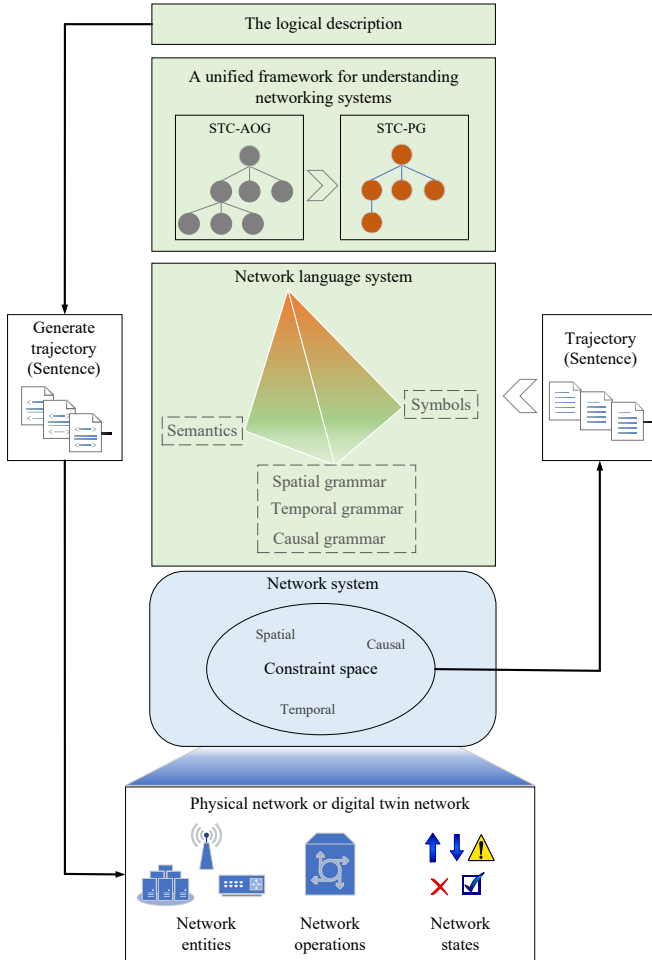 The logical description
A unified framework for understanding
networking systems
STC-AOG
STC-PG
Network language system
Generate
trajectory
(Sentence)
Trajectory
(Sentence)
Symbols
Semantics
Spatial grammar
Temporal grammar
Causal grammar
Network system
Spatial
Causal
Constraint space
Temporal
Physical network or digital twin network
Network
entities
Network
operations
Network
states